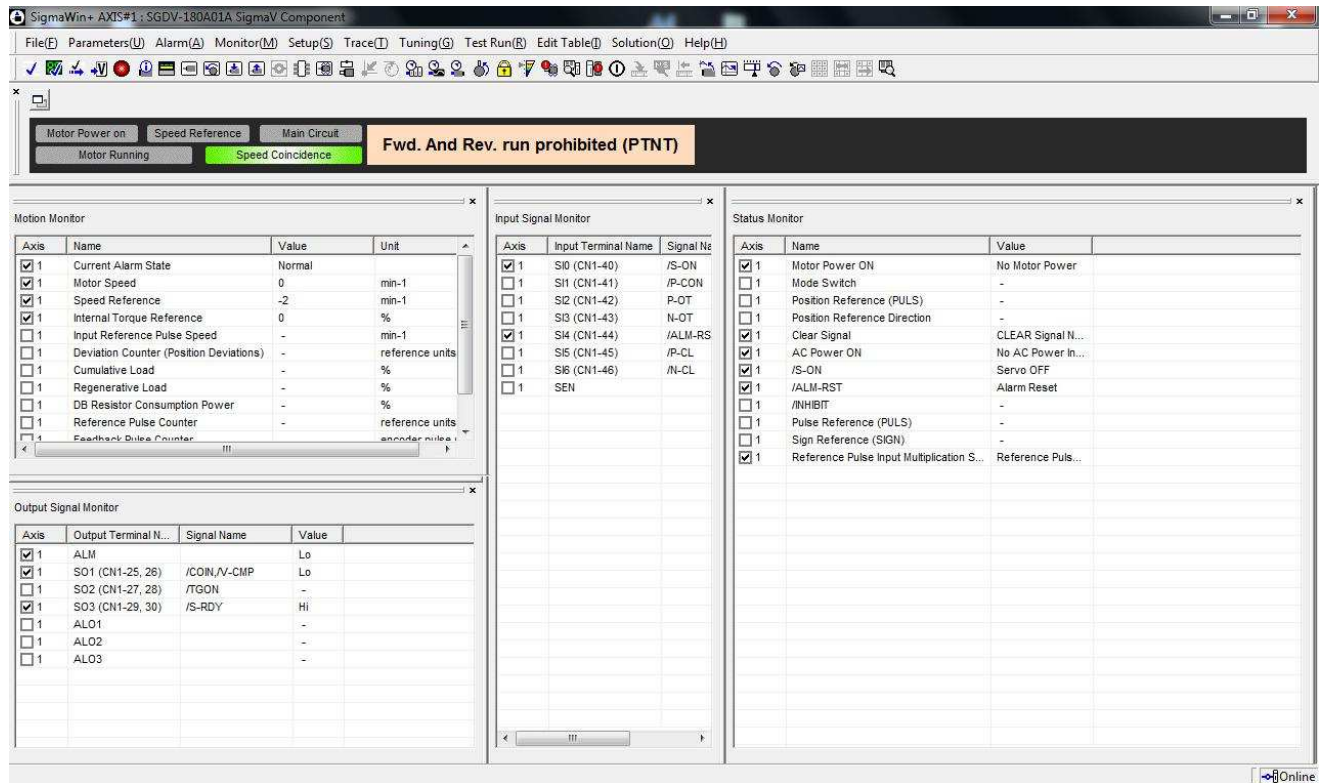 SigmaWin+ AXIS#1 : SGDV-180A01A SigmaV Component
File(F) Parameters(U) Alarm(A) Monitor(M) Setup(S) Trace(T) Tuning(G) Test Run(R) Edit Table(I) Solution(O) Help(H)
Motor Power on Speed Reference Main Circuit
Motor Running Speed Coincidence
Fwd. And Rev. run prohibited (PTNT)
Motion Monitor
Axis Name Value Unit
1 Current Alarm State Normal
1 Motor Speed 0 min-1
1 Speed Reference -2 min-1
1 Internal Torque Reference 0 %
1 Input Reference Pulse Speed - min-1
1 Deviation Counter (Position Deviations) - reference units
1 Cumulative Load - %
1 Regenerative Load - %
1 DB Resistor Consumption Power - %
1 Reference Pulse Counter - reference units
1 Feedback Pulse Counter - encoder pulse
Output Signal Monitor
Axis Output Terminal N... Signal Name Value
1 ALM Lo
1 SO1 (CN1-25, 26) /COIN,/V-CMP Lo
1 SO2 (CN1-27, 28) /TGON -
1 SO3 (CN1-29, 30) /S-RDY Hi
1 ALO1 -
1 ALO2 -
1 ALO3 -
Input Signal Monitor
Axis Input Terminal Name Signal Na
1 SI0 (CN1-40) /S-ON
1 SI1 (CN1-41) /P-CON
1 SI2 (CN1-42) P-OT
1 SI3 (CN1-43) N-OT
1 SI4 (CN1-44) /ALM-RS
1 SI5 (CN1-45) /P-CL
1 SI6 (CN1-46) /N-CL
1 SEN
Status Monitor
Axis Name Value
1 Motor Power ON No Motor Power
1 Mode Switch -
1 Position Reference (PULS) -
1 Position Reference Direction -
1 Clear Signal CLEAR Signal N...
1 AC Power ON No AC Power In...
1 /S-ON Servo OFF
1 /ALM-RST Alarm Reset
1 /INHIBIT -
1 Pulse Reference (PULS) -
1 Sign Reference (SIGN) -
1 Reference Pulse Input Multiplication S... Reference Puls...
Online